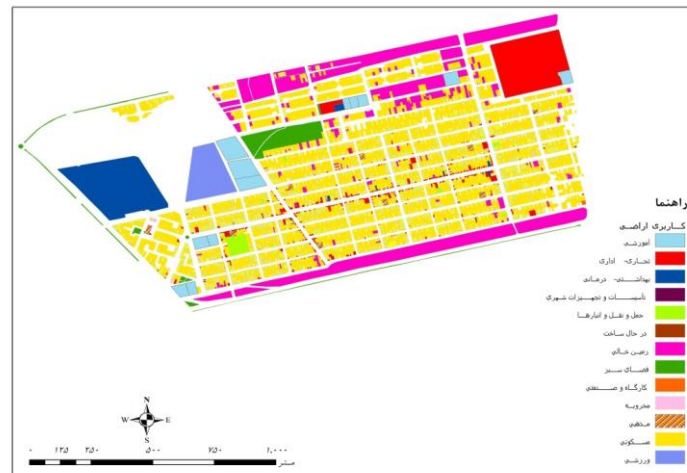 راهنما
کاربری اراضی
آموزشی
تجاری- اداری
بهداشتی- درمانی
تأسیسات و تجهیزات شهری
حمل و نقل و انبارها
در حال ساخت
زمین خالی
فضای سبز
کارگاه و صنعتی
مخروبه
مذهبی
مسکونی
ورزشی
N
W E
S
۰ ۱۲۵ ۲۵۰ ۵۰۰ ۷۵۰ ۱,۰۰۰
متر